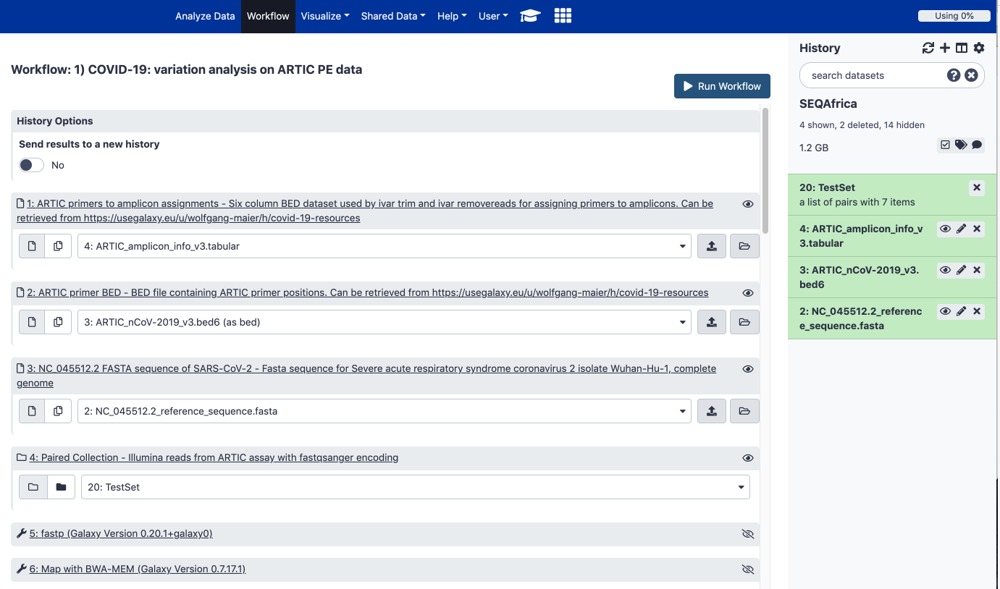 Analyze Data Workflow Visualize Shared Data Help User Using 0%
Workflow: 1) COVID-19: variation analysis on ARTIC PE data
Run Workflow
History Options
Send results to a new history
No
1: ARTIC primers to amplicon assignments - Six column BED dataset used by ivar trim and ivar removereads for assigning primers to amplicons. Can be
retrieved from https://usegalaxy.eu/u/wolfgang-maier/h/covid-19-resources
4: ARTIC_amplicon_info_v3.tabular
2: ARTIC primer BED - BED file containing ARTIC primer positions. Can be retrieved from https://usegalaxy.eu/u/wolfgang-maier/h/covid-19-resources
3: ARTIC_nCoV-2019_v3.bed6 (as bed)
3: NC_045512.2 FASTA sequence of SARS-CoV-2 - Fasta sequence for Severe acute respiratory syndrome coronavirus 2 isolate Wuhan-Hu-1, complete
genome
2: NC_045512.2_reference_sequence.fasta
4: Paired Collection - Illumina reads from ARTIC assay with fastqsanger encoding
20: TestSet
5: fastp (Galaxy Version 0.20.1+galaxy0)
6: Map with BWA-MEM (Galaxy Version 0.7.17.1)
History
search datasets
SEQAfrica
4 shown, 2 deleted, 14 hidden
1.2 GB
20: TestSet
a list of pairs with 7 items
4: ARTIC_amplicon_info_v
3.tabular
3: ARTIC_nCoV-2019_v3.
bed6
2: NC_045512.2_referenc
e_sequence.fasta